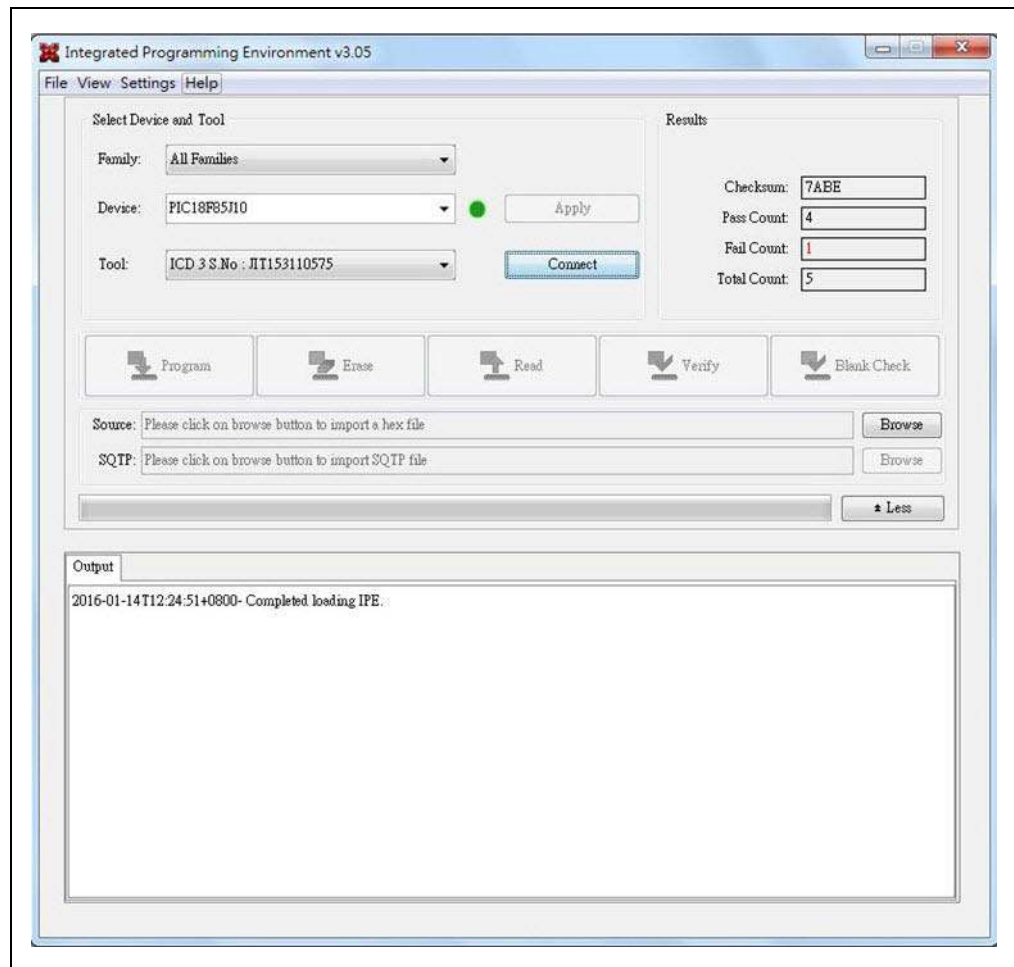 Integrated Programming Environment v3.05
File View Settings Help
Select Device and Tool
Family: All Families
Device: PIC18F85J10 Apply
Tool: ICD 3 S.No : JIT153110575 Connect
Results
Checksum: 7ABE
Pass Count: 4
Fail Count: 1
Total Count: 5
Program Erase Read Verify Blank Check
Source: Please click on browse button to import a hex file Browse
SQTP: Please click on browse button to import SQTP file Browse
Less
Output
2016-01-14T12:24:51+0800- Completed loading IPE.